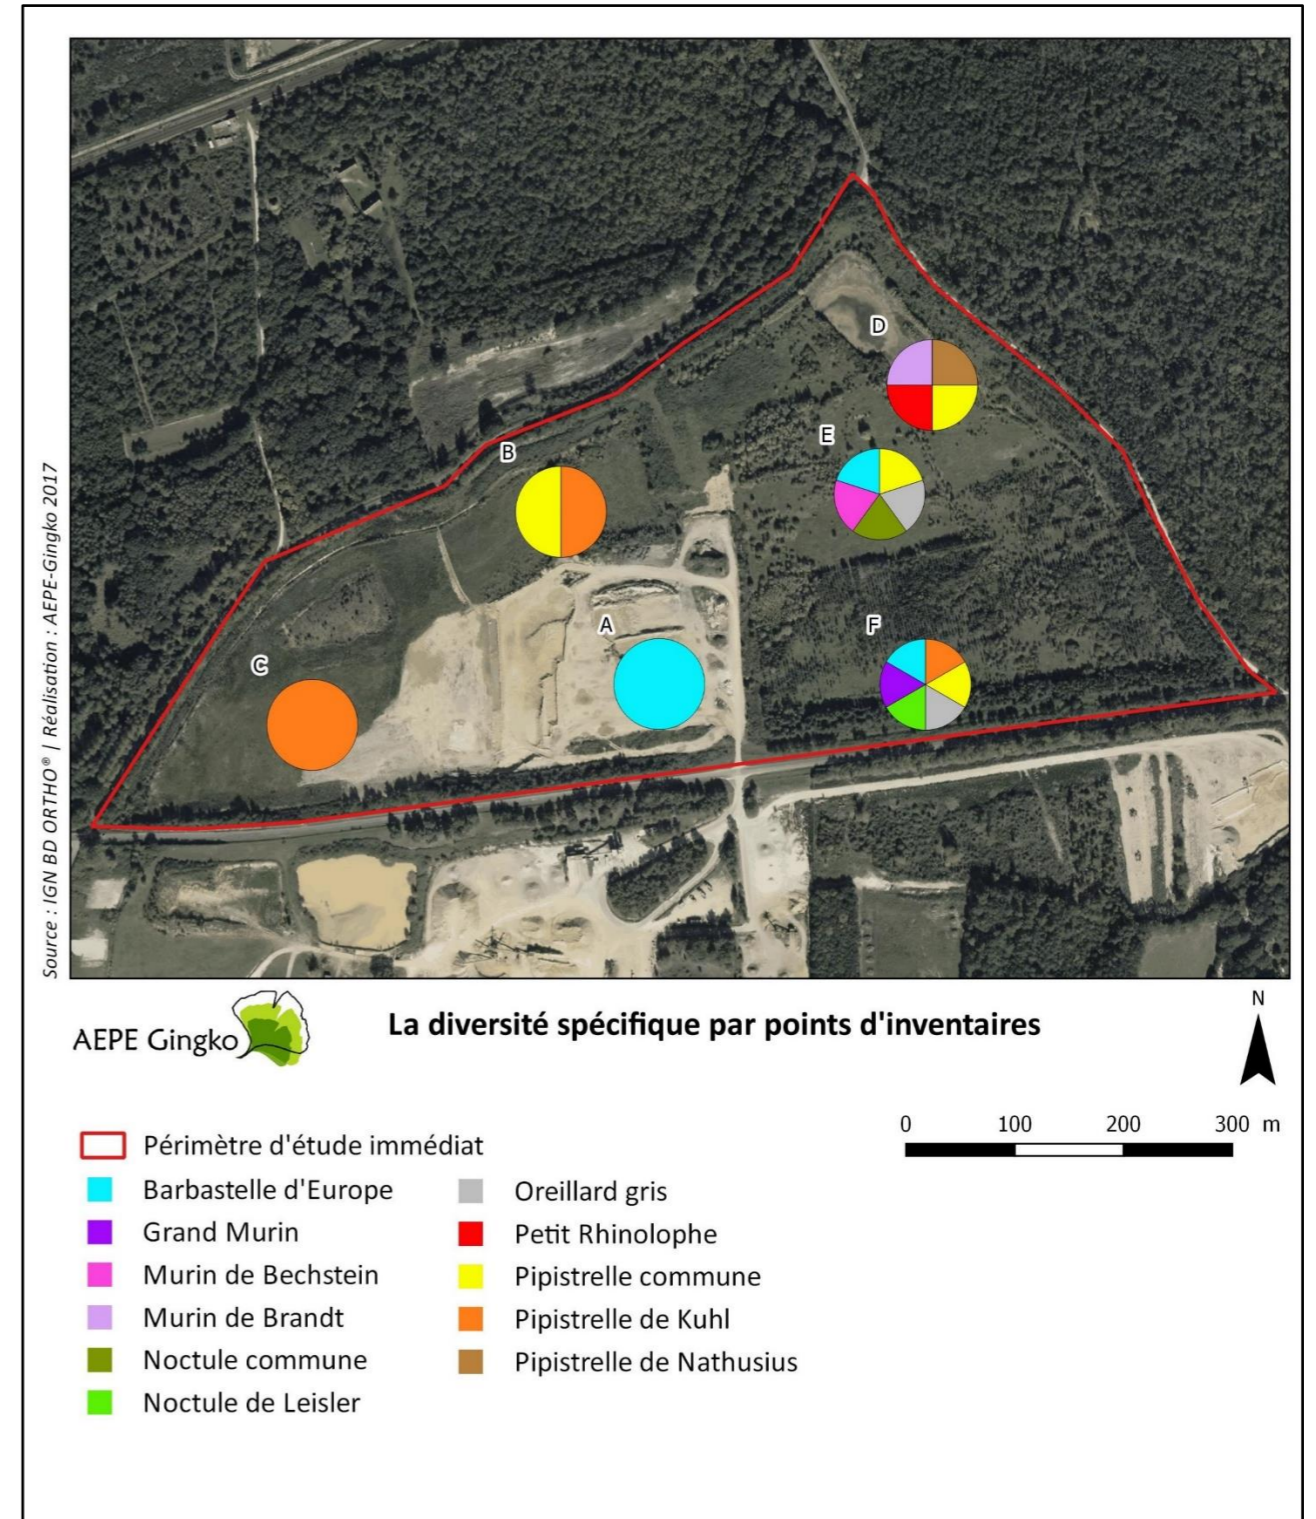 D
E
B
F
A
C
Source : IGN BD ORTHO® | Réalisation : AEPE-Gingko 2017
AEPE Gingko
La diversité spécifique par points d'inventaires
N
0 100 200 300 m
Périmètre d'étude immédiat
Barbastelle d'Europe
Grand Murin
Murin de Bechstein
Murin de Brandt
Noctule commune
Noctule de Leisler
Oreillard gris
Petit Rhinolophe
Pipistrelle commune
Pipistrelle de Kuhl
Pipistrelle de Nathusius